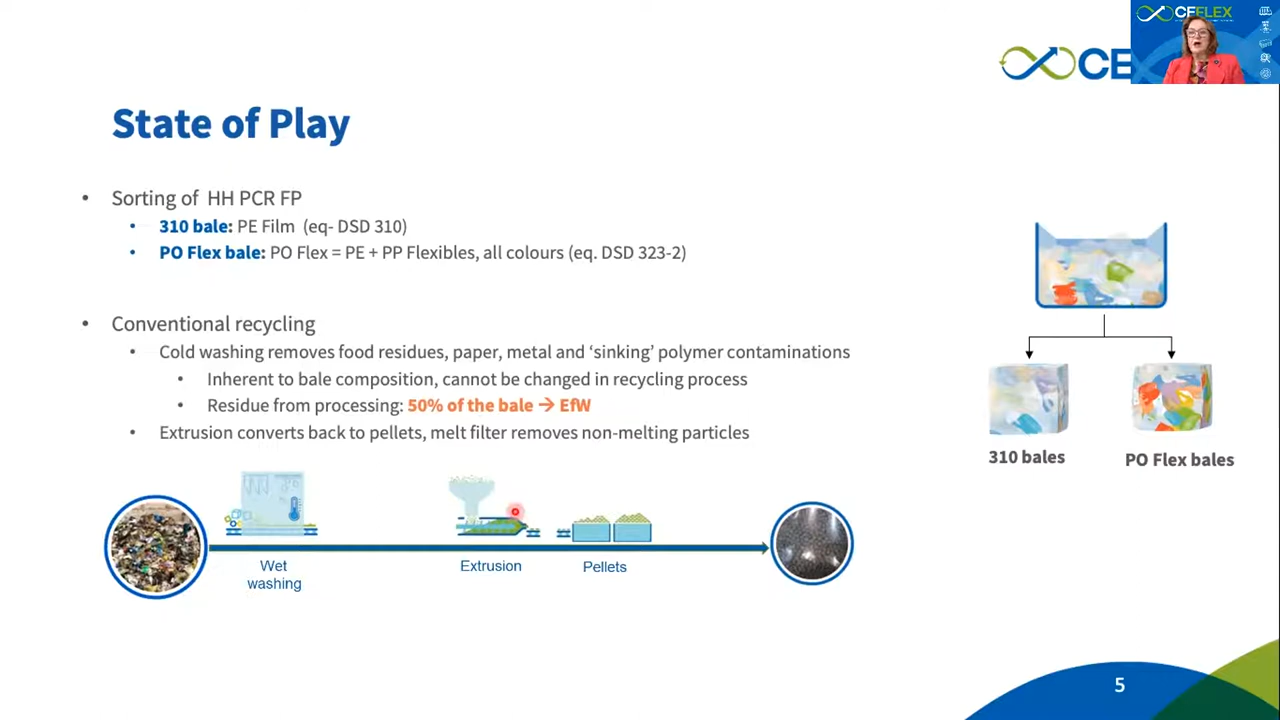 CEFLEX
CE
State of Play
• Sorting of HH PCR FP
• 310 bale: PE Film (eq- DSD 310)
• PO Flex bale: PO Flex = PE + PP Flexibles, all colours (eq. DSD 323-2)
• Conventional recycling
• Cold washing removes food residues, paper, metal and ‘sinking’ polymer contaminations
• Inherent to bale composition, cannot be changed in recycling process
• Residue from processing: 50% of the bale → EfW
• Extrusion converts back to pellets, melt filter removes non-melting particles
310 bales
PO Flex bales
Wet
washing
Extrusion
Pellets
5